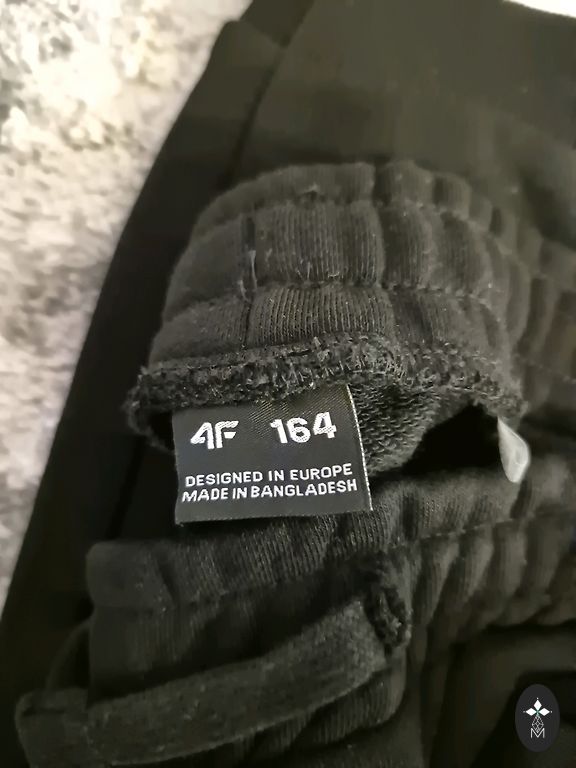 4F 164
DESIGNED IN EUROPE
MADE IN BANGLADESH
M